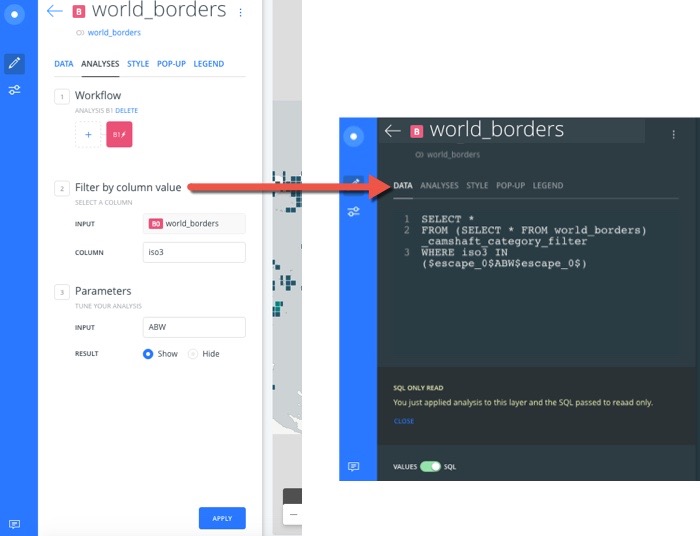 B world_borders
world_borders
DATA ANALYSES STYLE POP-UP LEGEND
1 Workflow
ANALYSIS B1 DELETE
+ B1
2 Filter by column value
SELECT A COLUMN
INPUT B0 world_borders
COLUMN iso3
3 Parameters
TUNE YOUR ANALYSIS
INPUT ABW
RESULT Show Hide
APPLY
B world_borders
world_borders
DATA ANALYSES STYLE POP-UP LEGEND
1 SELECT *
2 FROM (SELECT * FROM world_borders)
_camshaft_category_filter
3 WHERE iso3 IN
($escape_0$ABW$escape_0$)
SQL ONLY READ
You just applied analysis to this layer and the SQL passed to reaad only.
CLOSE
VALUES SQL